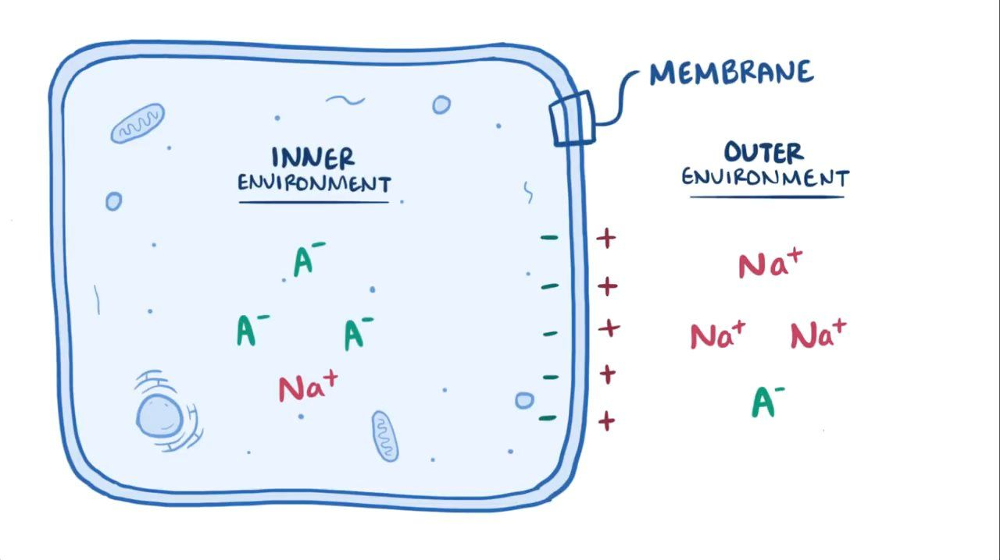 MEMBRANE
INNER
ENVIRONMENT
OUTER
ENVIRONMENT
− +
A⁻ Na⁺
− +
A⁻ A⁻ − + Na⁺ Na⁺
Na⁺ − + A⁻
− +